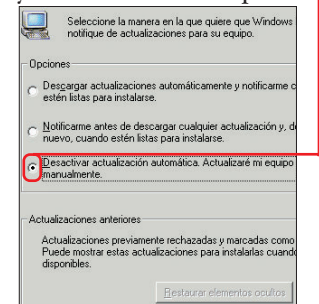 Seleccione la manera en la que quiere que Windows
notifique de actualizaciones para su equipo.
Opciones
Descargar actualizaciones automáticamente y notificarme c
estén listas para instalarse.
Notificarme antes de descargar cualquier actualización y, d
nuevo, cuando estén listas para instalarse.
Desactivar actualización automática. Actualizaré mi equipo
manualmente.
Actualizaciones anteriores
Actualizaciones previamente rechazadas y marcadas como
Puede mostrar estas actualizaciones para instalarlas cuand
disponibles.
Restaurar elementos ocultos